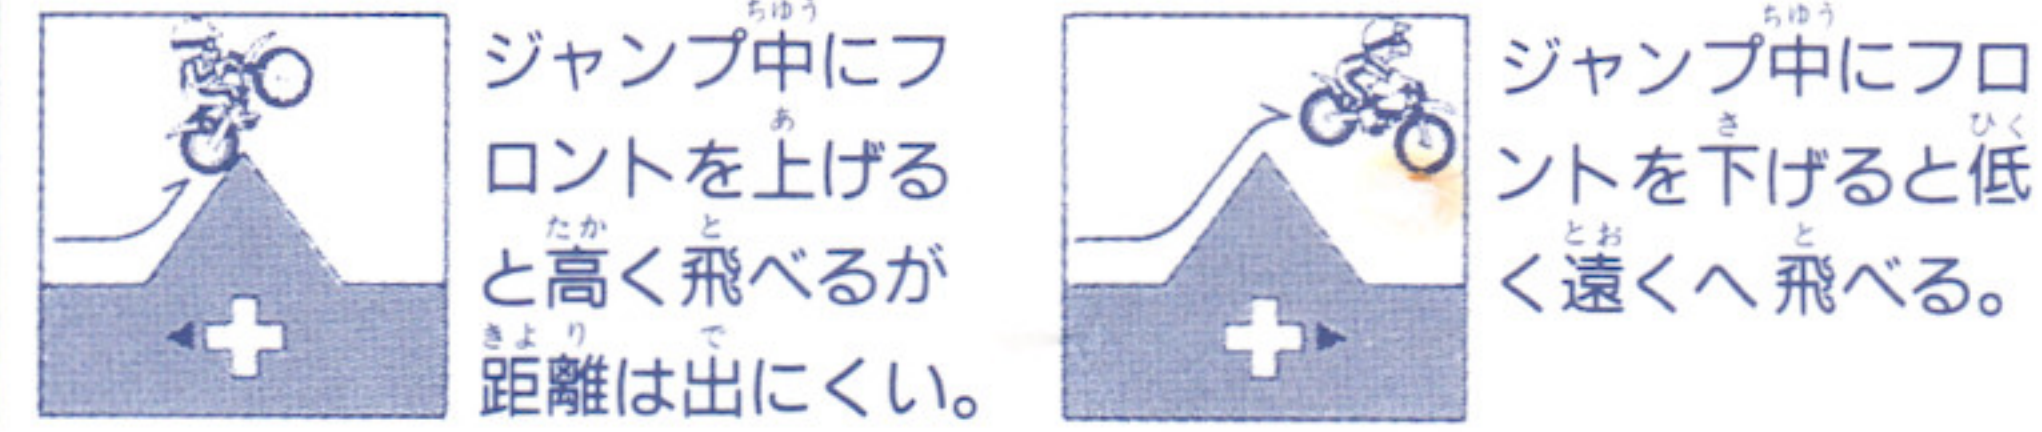 ジャンプ中にフ
ロントを上げる
と高く飛べるが
距離は出にくい。
ジャンプ中にフロ
ントを下げると低
く遠くへ飛べる。